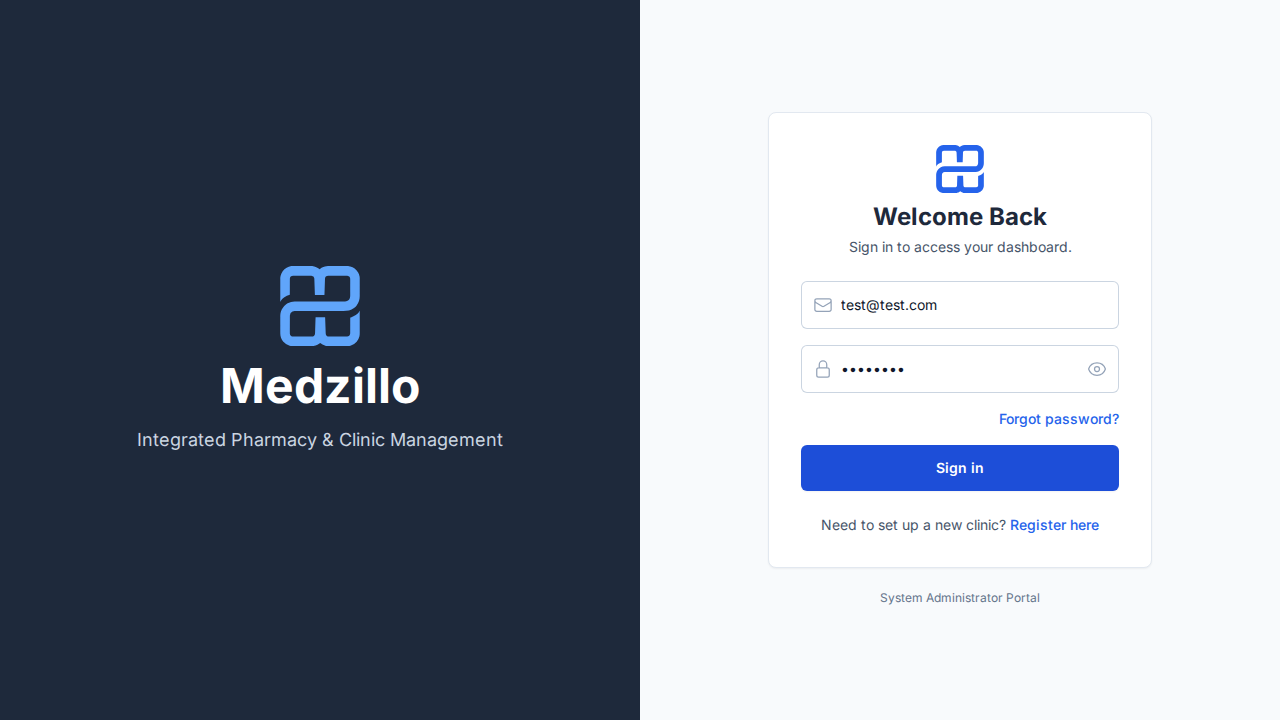 Medzillo
Integrated Pharmacy & Clinic Management
Welcome Back
Sign in to access your dashboard.
test@test.com
••••••••
Forgot password?
Sign in
Need to set up a new clinic? Register here
System Administrator Portal